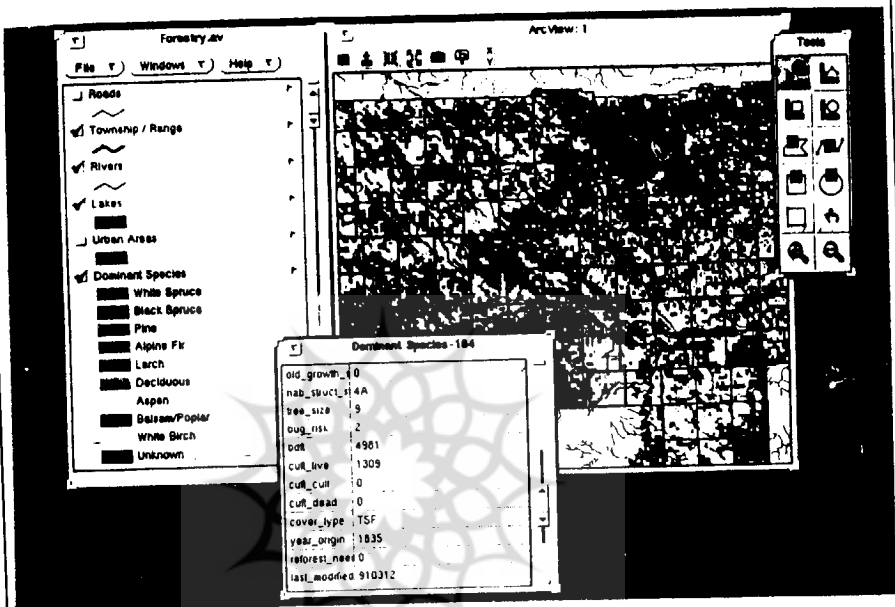 Forestry.av
File Windows Help
Roads
Township / Range
Rivers
Lakes
Urban Areas
Dominant Species
White Spruce
Black Spruce
Pine
Alpine Fir
Larch
Deciduous
Aspen
Balsam/Poplar
White Birch
Unknown
ArcView: 1
X
Y
Tools
Dominant Species - 184
old_growth_s 0
hab_struct_s 4A
tree_size 9
bug_risk 2
bdft 4981
cuft_live 1309
cuft_cull 0
cuft_dead 0
cover_type TSF
year_origin 1835
reforest_need 0
last_modified 910312